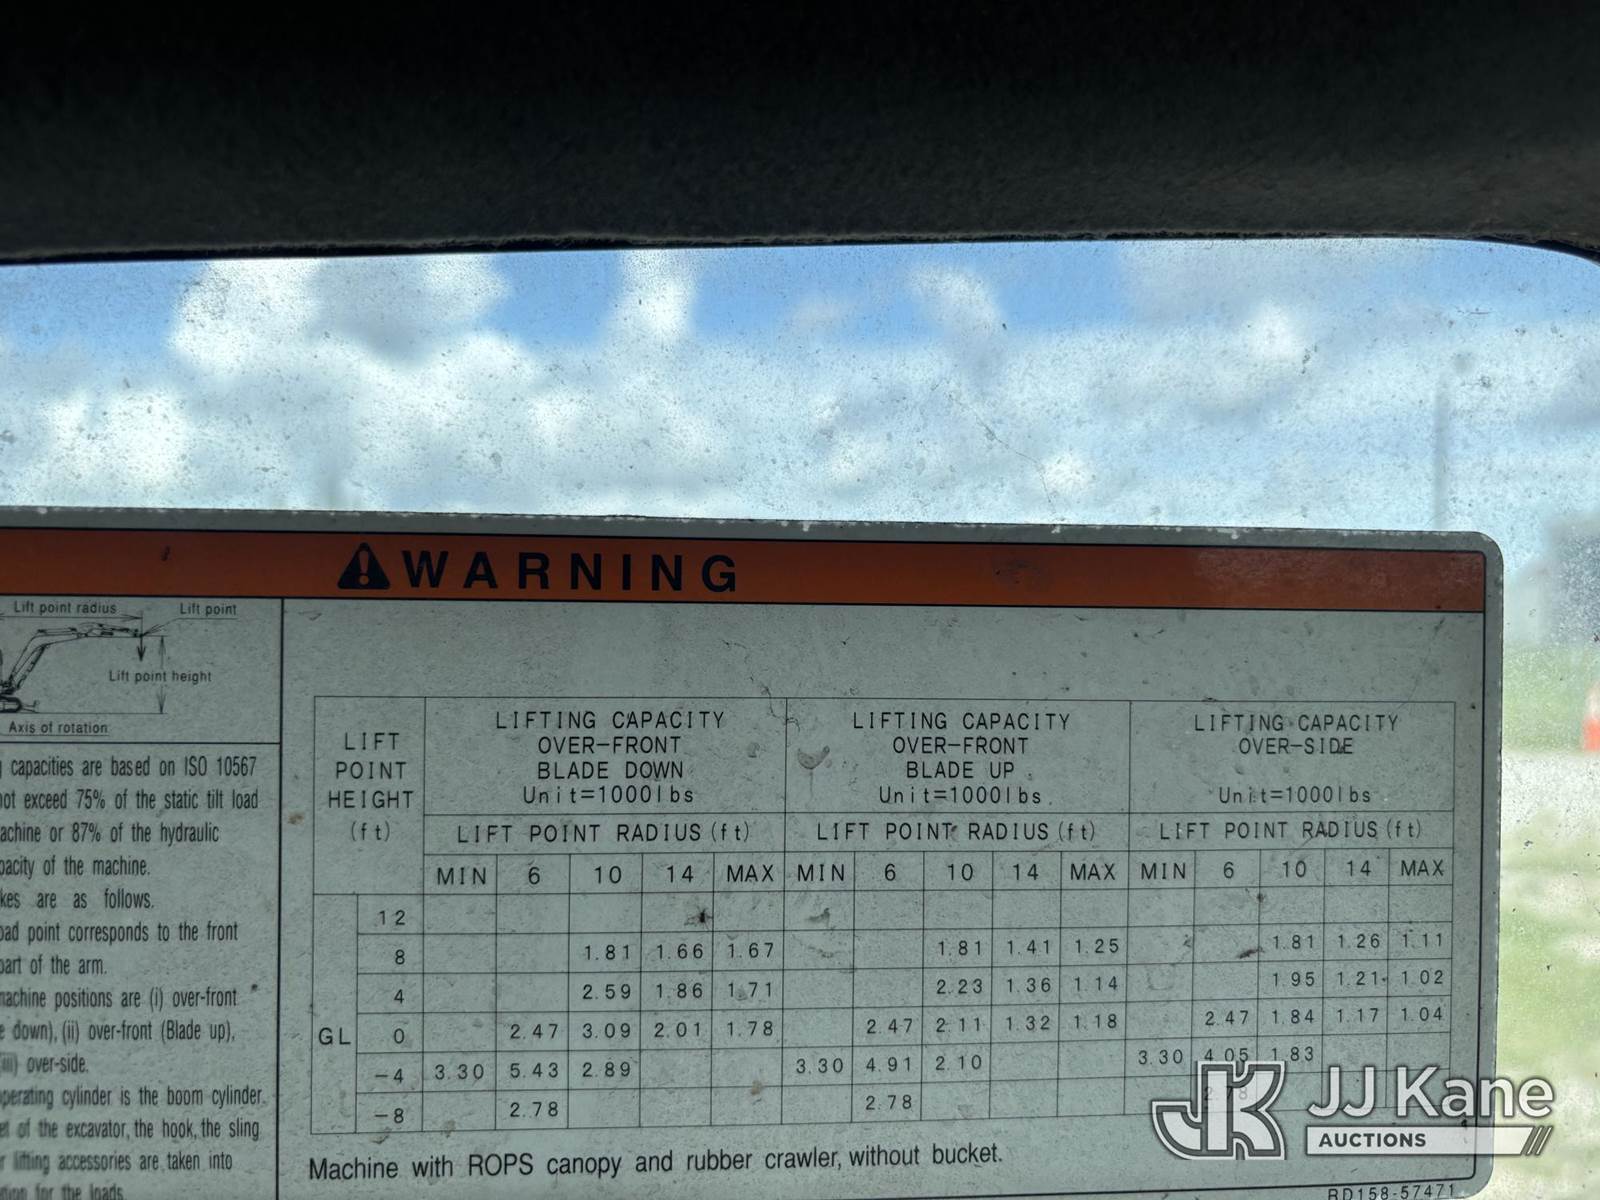 WARNING
Lift point radius
Lift point
Lift point height
Axis of rotation
capacities are based on ISO 10567
not exceed 75% of the static tilt load
machine or 87% of the hydraulic
capacity of the machine.
are as follows.
load point corresponds to the front
part of the arm.
machine positions are (i) over-front
down), (ii) over-front (Blade up),
over-side.
operating cylinder is the boom cylinder.
of the excavator, the hook, the sling
lifting accessories are taken into
for the loads.
LIFT POINT HEIGHT (ft)
LIFTING CAPACITY OVER-FRONT BLADE DOWN Unit=1000lbs
LIFTING CAPACITY OVER-FRONT BLADE UP Unit=1000lbs
LIFTING CAPACITY OVER-SIDE Unit=1000lbs
LIFT POINT RADIUS (ft) LIFT POINT RADIUS (ft) LIFT POINT RADIUS (ft)
MIN 6 10 14 MAX MIN 6 10 14 MAX MIN 6 10 14 MAX
12
8 1.81 1.66 1.67 1.81 1.41 1.25 1.81 1.26 1.11
4 2.59 1.86 1.71 2.23 1.36 1.14 1.95 1.21 1.02
GL 0 2.47 3.09 2.01 1.78 2.47 2.11 1.32 1.18 2.47 1.84 1.17 1.04
-4 3.30 5.43 2.89 3.30 4.91 2.10 3.30 4.05 1.83
-8 2.78 2.78 2.78
Machine with ROPS canopy and rubber crawler, without bucket.
RD158-57471
JK JJ Kane
AUCTIONS